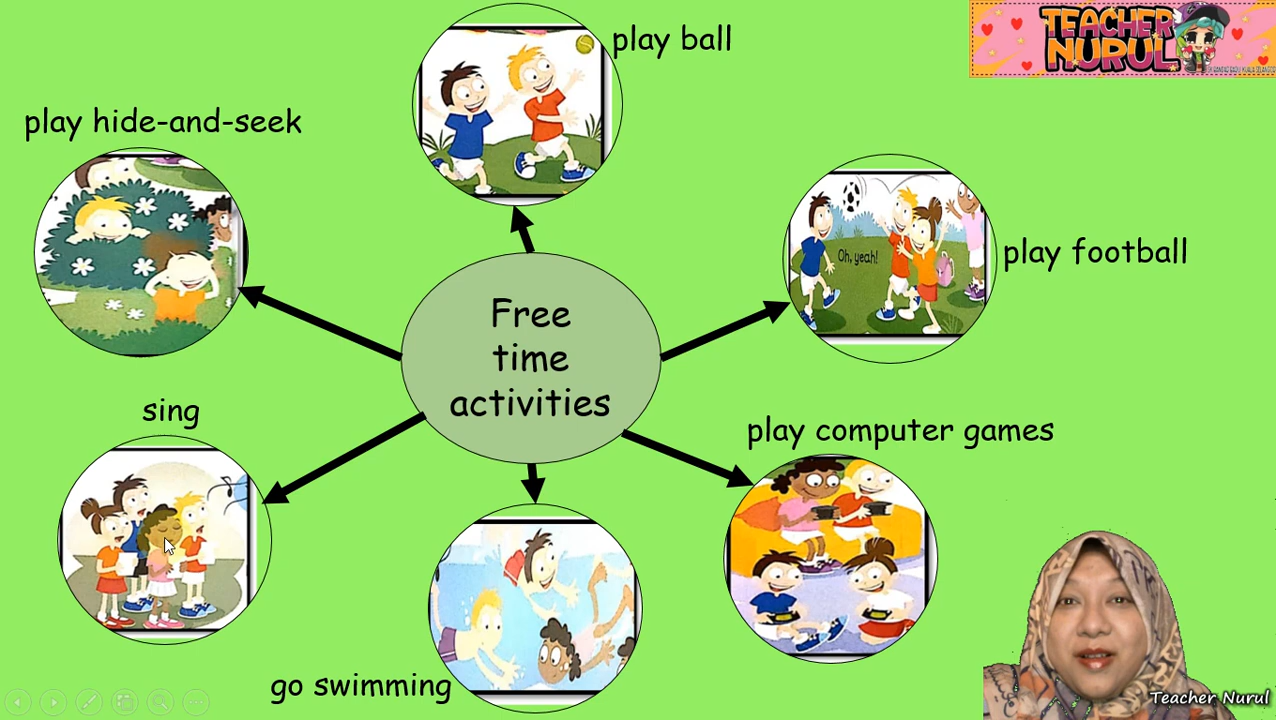 play ball
TEACHER
NURUL
play hide-and-seek
Oh, yeah!
play football
Free
time
activities
sing
play computer games
go swimming
Teacher Nurul